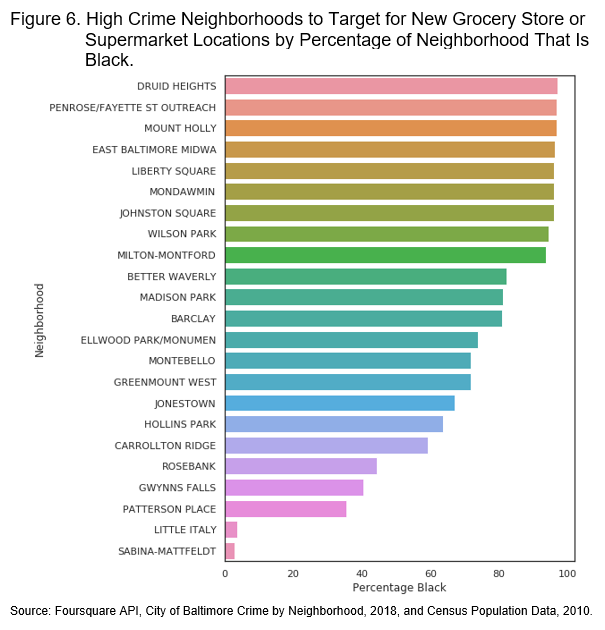 Figure 6. High Crime Neighborhoods to Target for New Grocery Store or
Supermarket Locations by Percentage of Neighborhood That Is
Black.
DRUID HEIGHTS
PENROSE/FAYETTE ST OUTREACH
MOUNT HOLLY
EAST BALTIMORE MIDWA
LIBERTY SQUARE
MONDAWMIN
JOHNSTON SQUARE
WILSON PARK
MILTON-MONTFORD
BETTER WAVERLY
MADISON PARK
BARCLAY
ELLWOOD PARK/MONUMEN
MONTEBELLO
GREENMOUNT WEST
JONESTOWN
HOLLINS PARK
CARROLLTON RIDGE
ROSEBANK
GWYNNS FALLS
PATTERSON PLACE
LITTLE ITALY
SABINA-MATTFELDT
Neighborhood
0 20 40 60 80 100
Percentage Black
Source: Foursquare API, City of Baltimore Crime by Neighborhood, 2018, and Census Population Data, 2010.